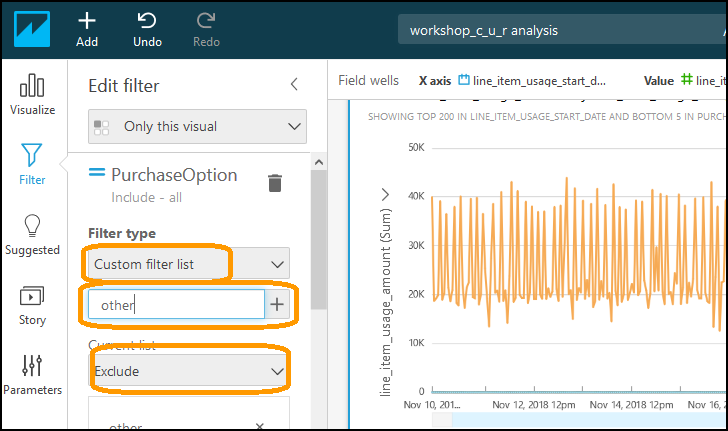 Add
Undo
Redo
workshop_c_u_r analysis
Visualize
Filter
Suggested
Story
Parameters
Edit filter
Only this visual
PurchaseOption
Include - all
Filter type
Custom filter list
other
Current list
Exclude
other
Field wells
X axis
line_item_usage_start_d...
Value
SHOWING TOP 200 IN LINE_ITEM_USAGE_START_DATE AND BOTTOM 5 IN PURCH
line_item_usage_amount (Sum)
50K
40K
30K
20K
10K
0
Nov 10, 201...
Nov 12, 2018 12pm
Nov 14, 2018 12pm
Nov 16, 2018